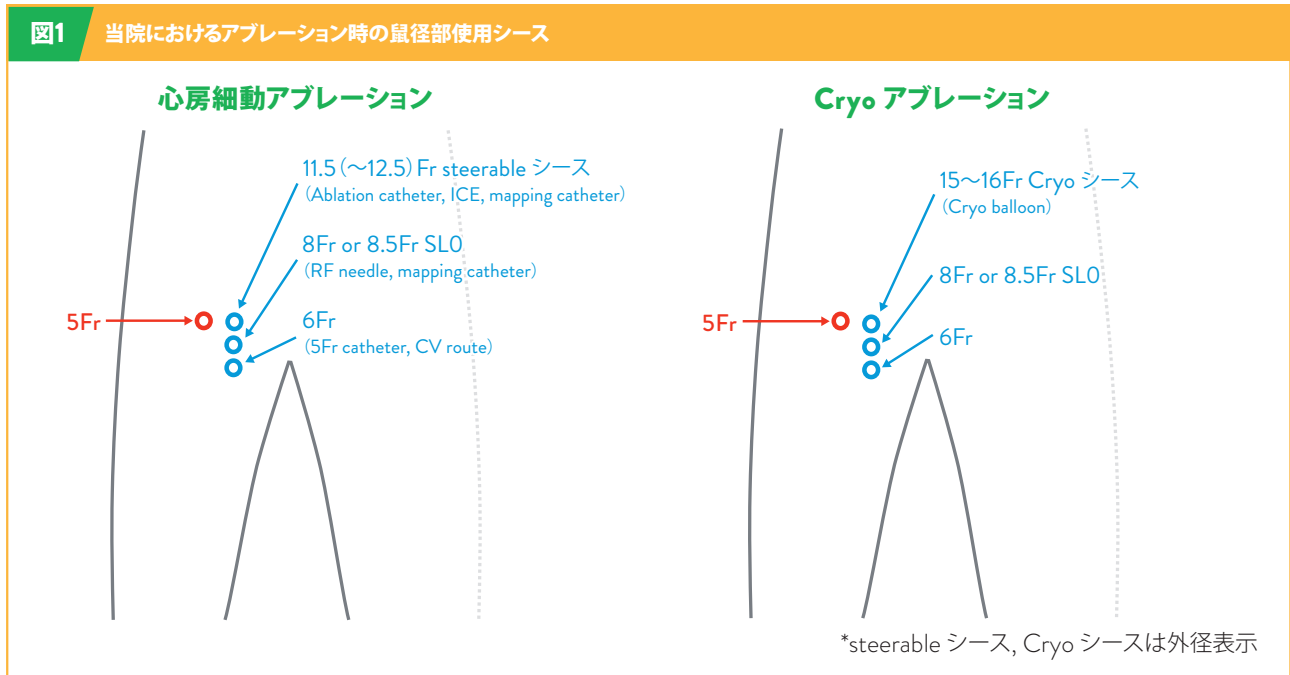 図1 当院におけるアブレーション時の鼠径部使用シース
心房細動アブレーション
11.5(〜12.5)Fr steerable シース
(Ablation catheter, ICE, mapping catheter)
8Fr or 8.5Fr SL0
(RF needle, mapping catheter)
5Fr
6Fr
(5Fr catheter, CV route)
Cryo アブレーション
15〜16Fr Cryo シース
(Cryo balloon)
8Fr or 8.5Fr SL0
5Fr
6Fr
*steerable シース, Cryo シースは外径表示